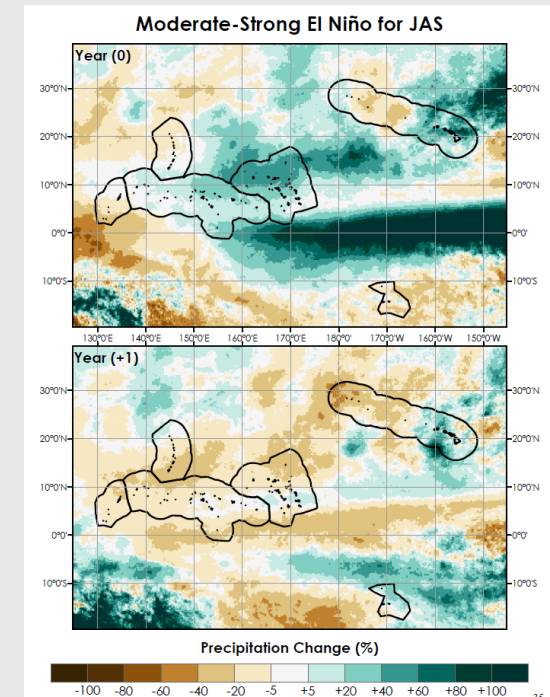 Moderate-Strong El Niño for JAS
Year (0)
30°0'N 30°0'N
20°0'N 20°0'N
10°0'N 10°0'N
0°0' 0°0'
10°0'S 10°0'S
130°0'E 140°0'E 150°0'E 160°0'E 170°0'E 180°0' 170°0'W 160°0'W 150°0'W
Year (+1)
30°0'N 30°0'N
20°0'N 20°0'N
10°0'N 10°0'N
0°0' 0°0'
10°0'S 10°0'S
Precipitation Change (%)
-100 -80 -60 -40 -20 -5 +5 +20 +40 +60 +80 +100